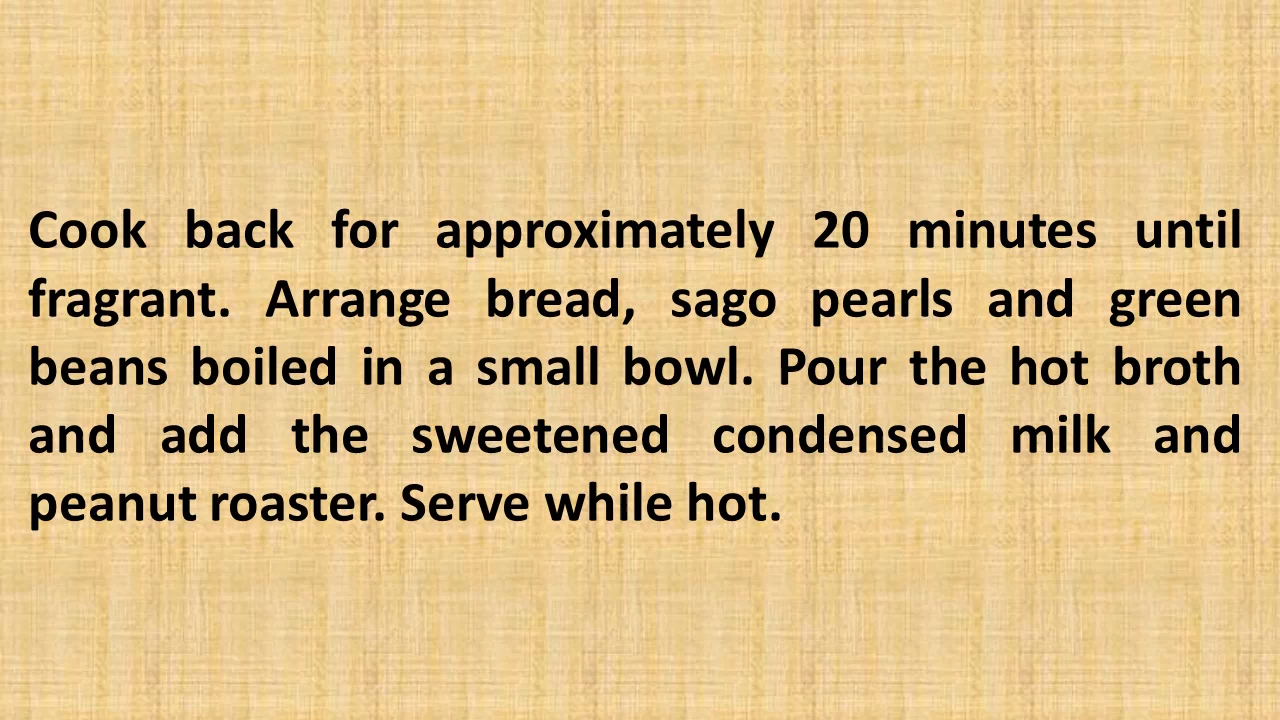 Cook back for approximately 20 minutes until
fragrant. Arrange bread, sago pearls and green
beans boiled in a small bowl. Pour the hot broth
and add the sweetened condensed milk and
peanut roaster. Serve while hot.